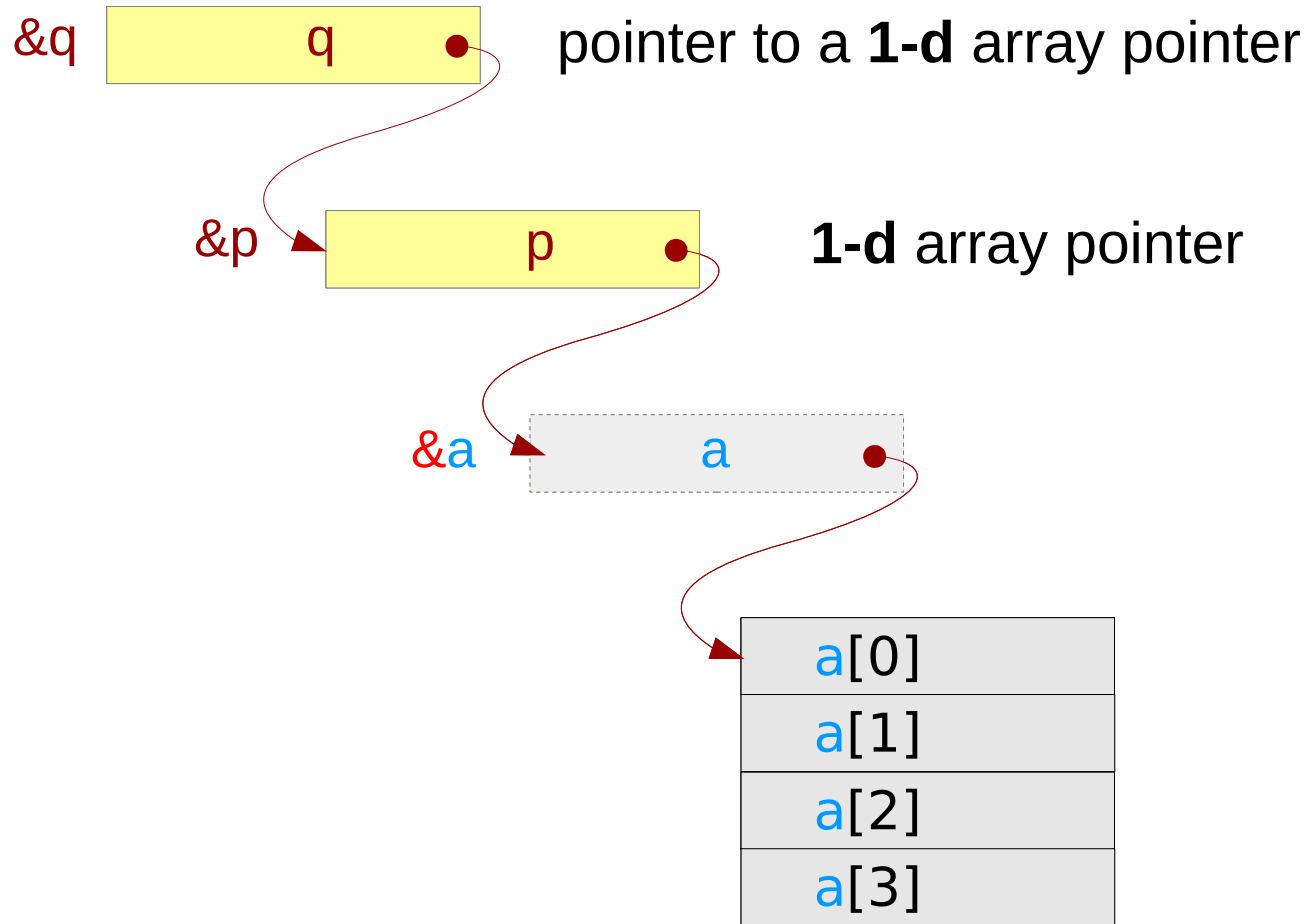 &q q pointer to a 1-d array pointer
&p p 1-d array pointer
&a a
a[0]
a[1]
a[2]
a[3]